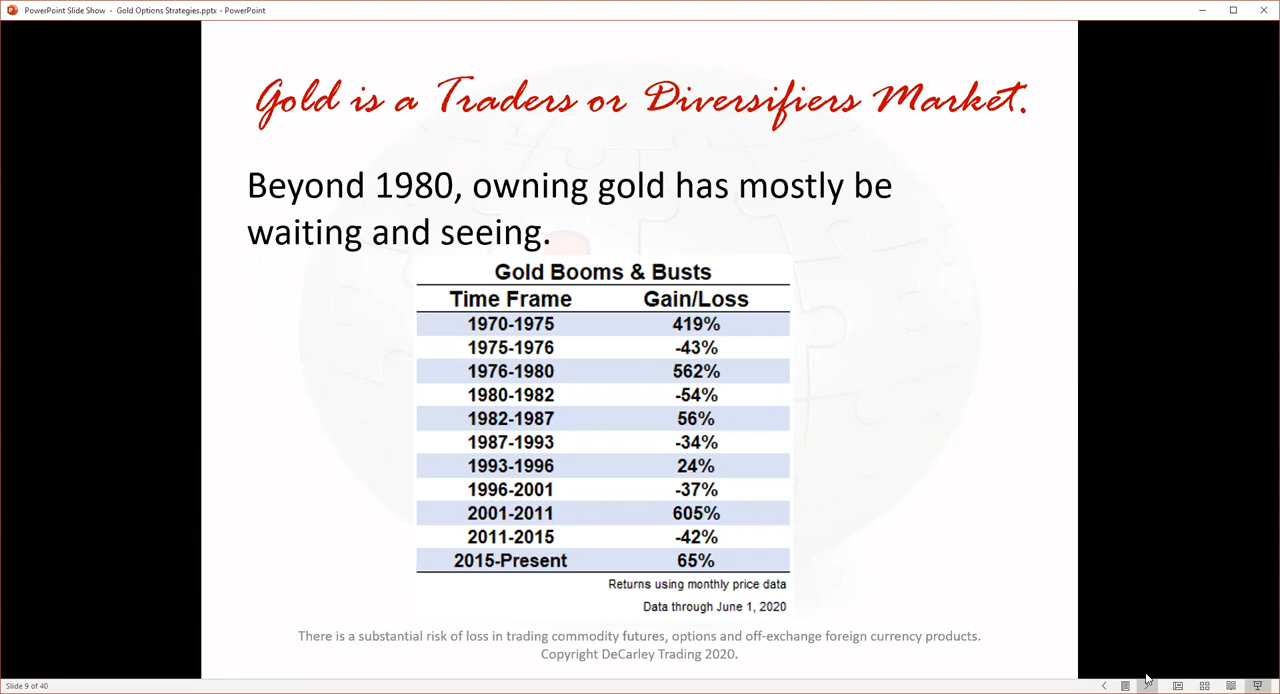 PowerPoint Slide Show - Gold Options Strategies.pptx - PowerPoint
Gold is a Traders or Diversifiers Market.
Beyond 1980, owning gold has mostly be
waiting and seeing.
Gold Booms & Busts
Time Frame Gain/Loss
1970-1975 419%
1975-1976 -43%
1976-1980 562%
1980-1982 -54%
1982-1987 56%
1987-1993 -34%
1993-1996 24%
1996-2001 -37%
2001-2011 605%
2011-2015 -42%
2015-Present 65%
Returns using monthly price data
Data through June 1, 2020
There is a substantial risk of loss in trading commodity futures, options and off-exchange foreign currency products.
Copyright DeCarley Trading 2020.
Slide 9 of 40